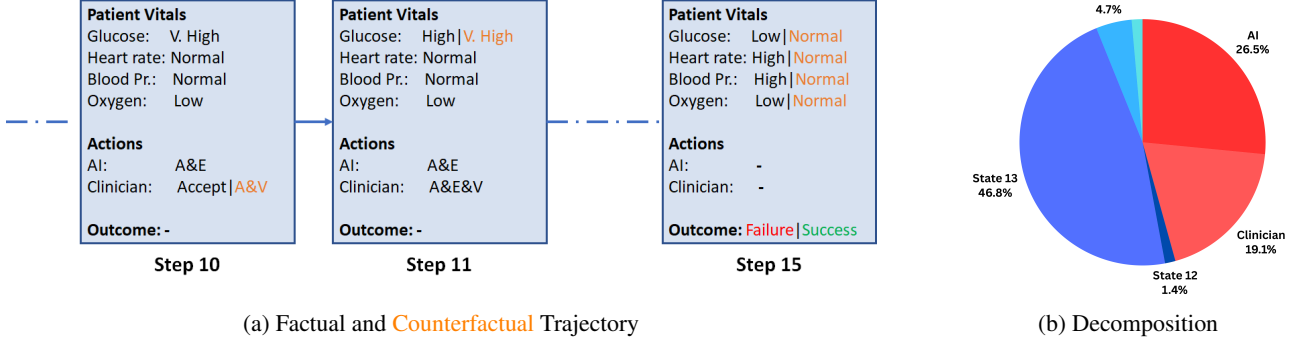 Patient Vitals
Glucose: V. High
Heart rate: Normal
Blood Pr.: Normal
Oxygen: Low
Actions
AI: A&E
Clinician: Accept|A&V
Outcome: -
Step 10
Patient Vitals
Glucose: High|V. High
Heart rate: Normal
Blood Pr.: Normal
Oxygen: Low
Actions
AI: A&E
Clinician: A&E&V
Outcome: -
Step 11
Patient Vitals
Glucose: Low|Normal
Heart rate: High|Normal
Blood Pr.: High|Normal
Oxygen: Low|Normal
Actions
AI: -
Clinician: -
Outcome: Failure|Success
Step 15
(a) Factual and Counterfactual Trajectory
4.7%
AI
26.5%
State 13
46.8%
Clinician
19.1%
State 12
1.4%
(b) Decomposition